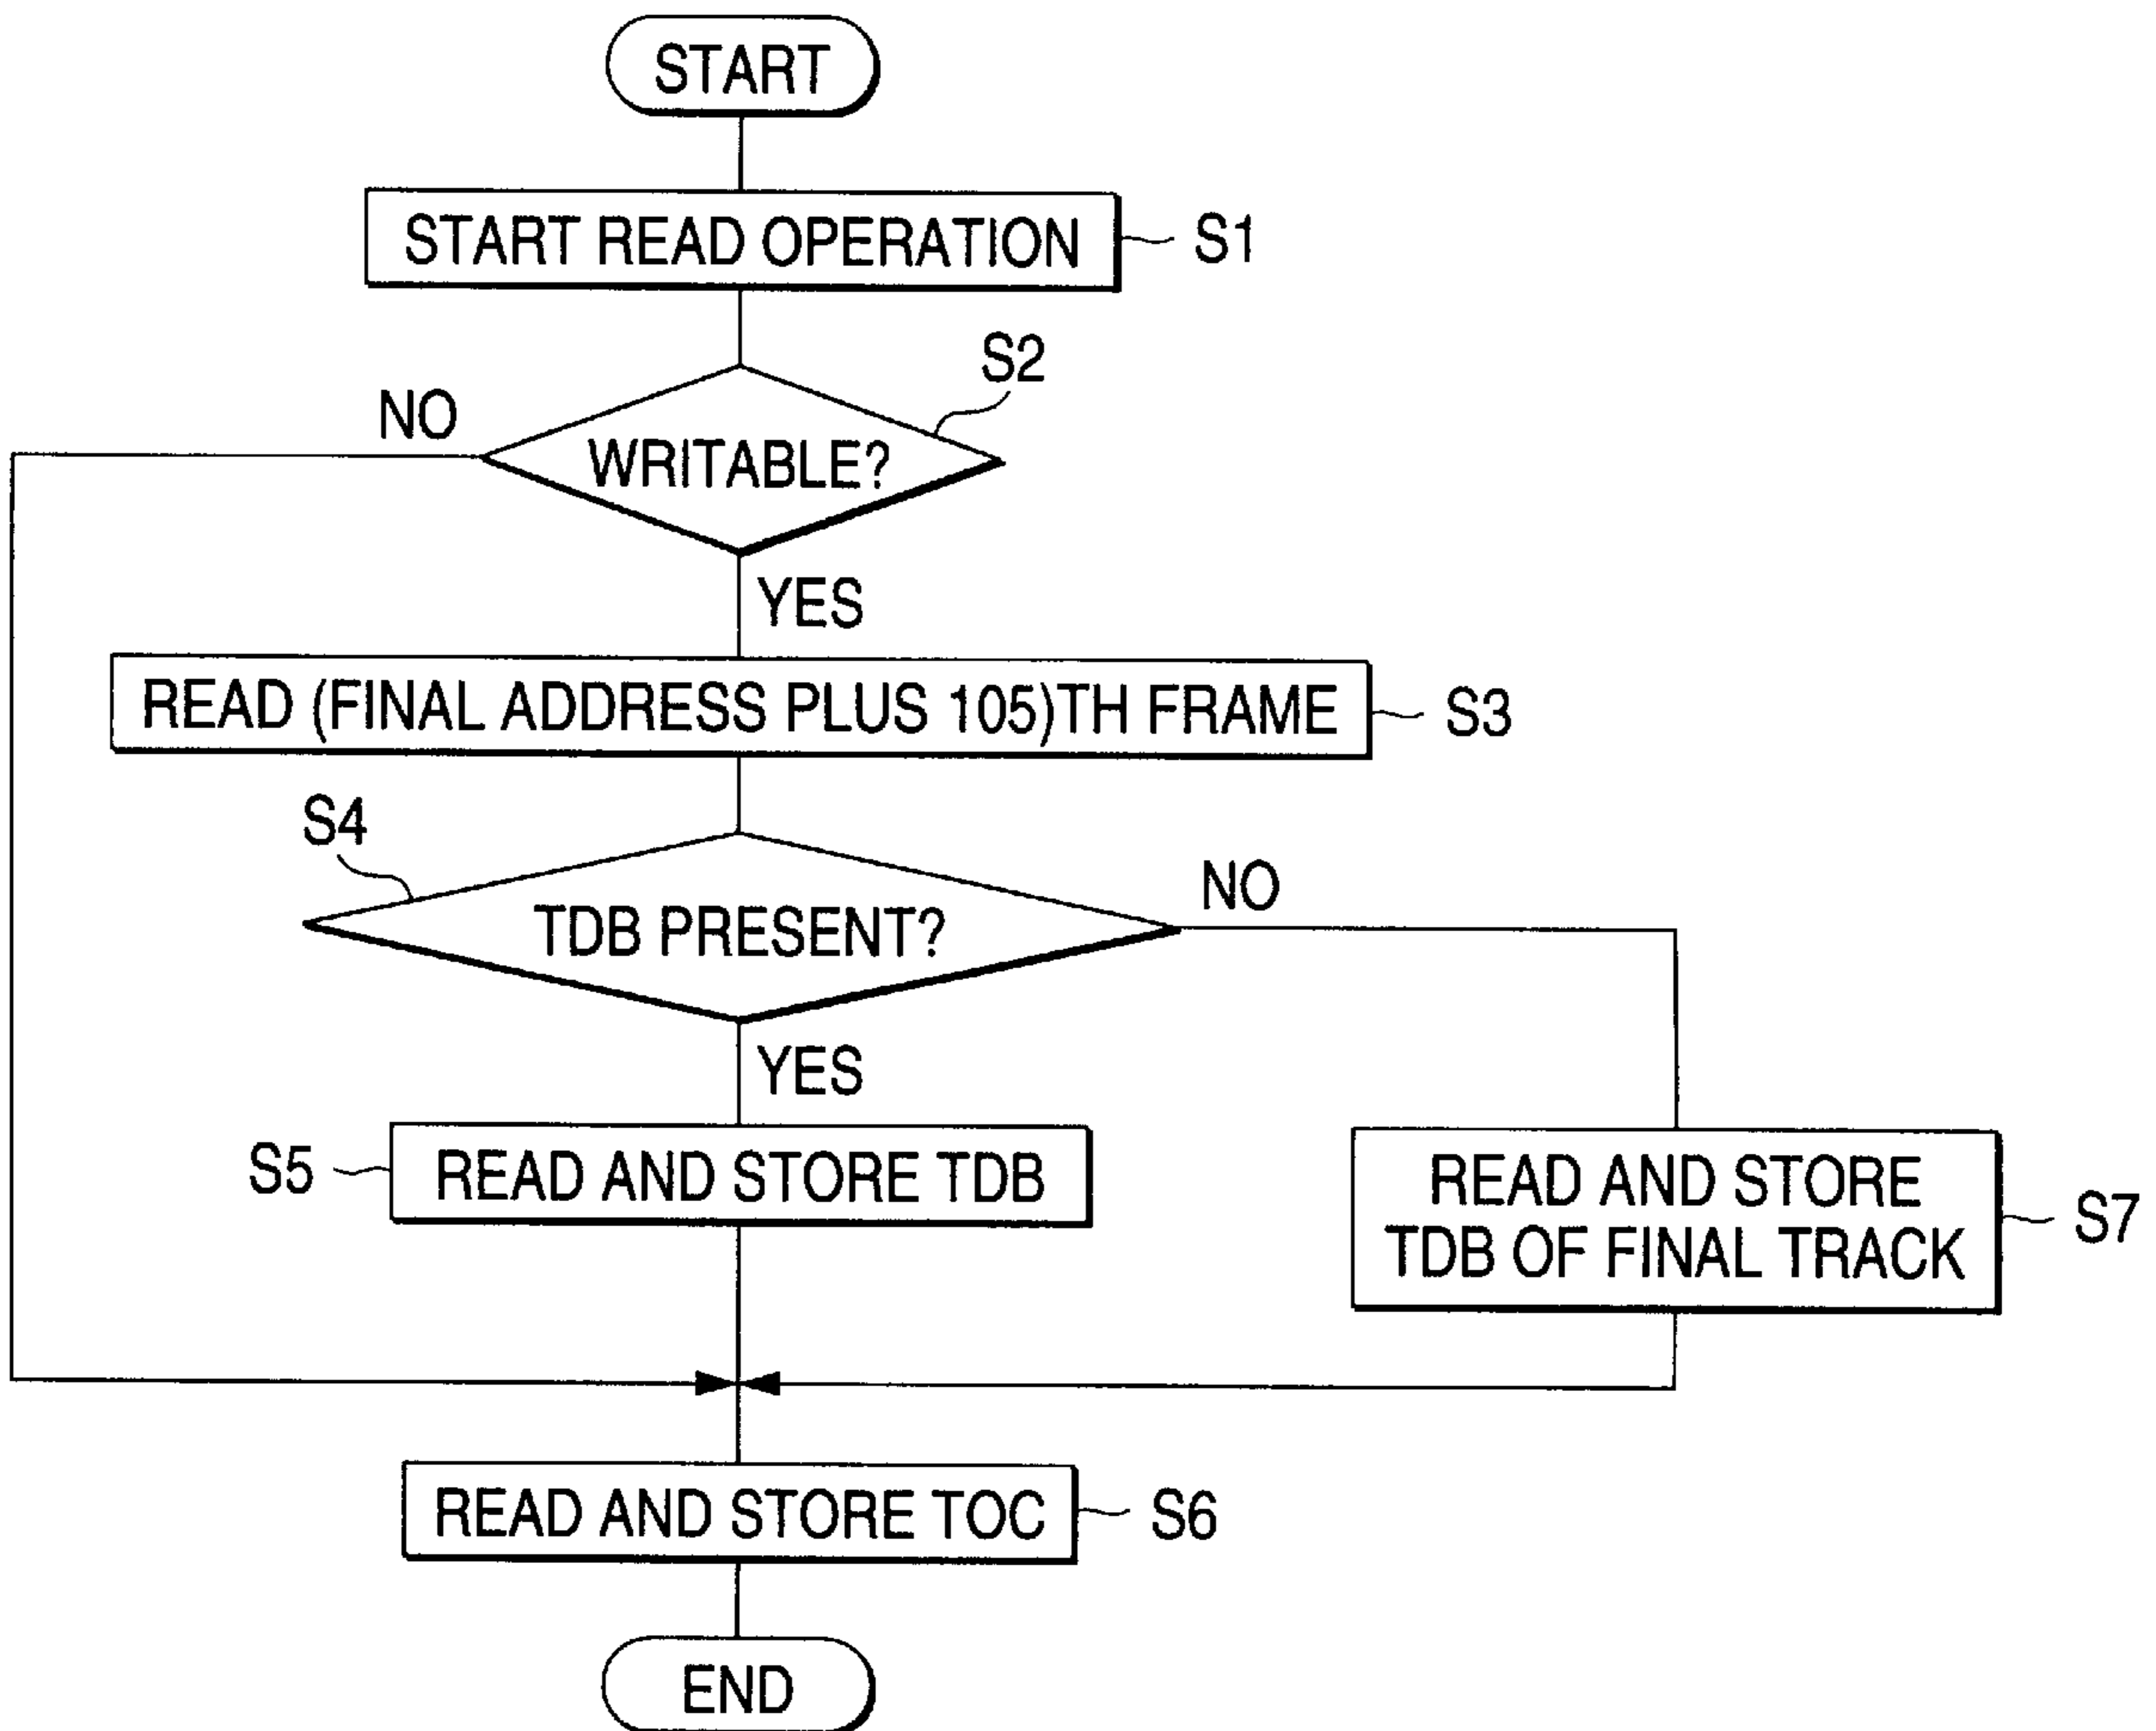 START
START READ OPERATION
S1
S2
NO
WRITABLE?
YES
READ (FINAL ADDRESS PLUS 105)TH FRAME
S3
S4
NO
TDB PRESENT?
YES
S5
READ AND STORE TDB
READ AND STORE
TDB OF FINAL TRACK
S7
READ AND STORE TOC
S6
END